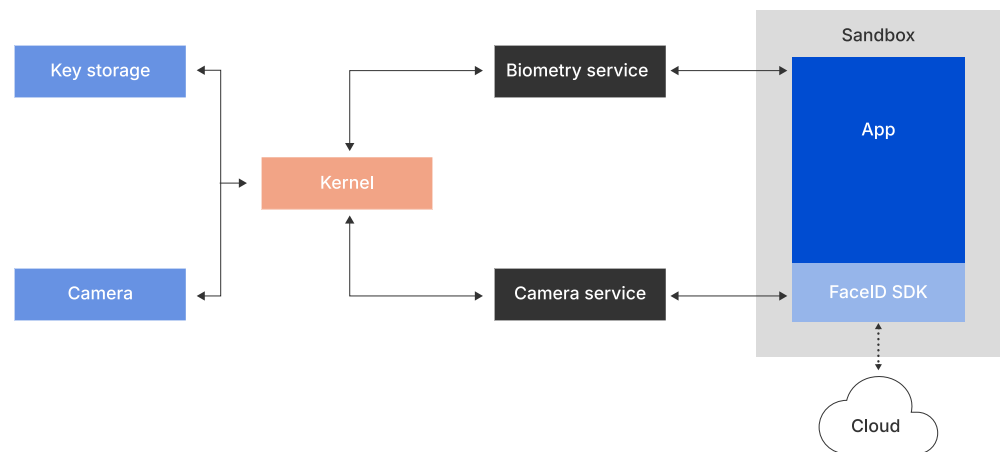 Sandbox
Key storage
Biometry service
App
Kernel
Camera
Camera service
FaceID SDK
Cloud